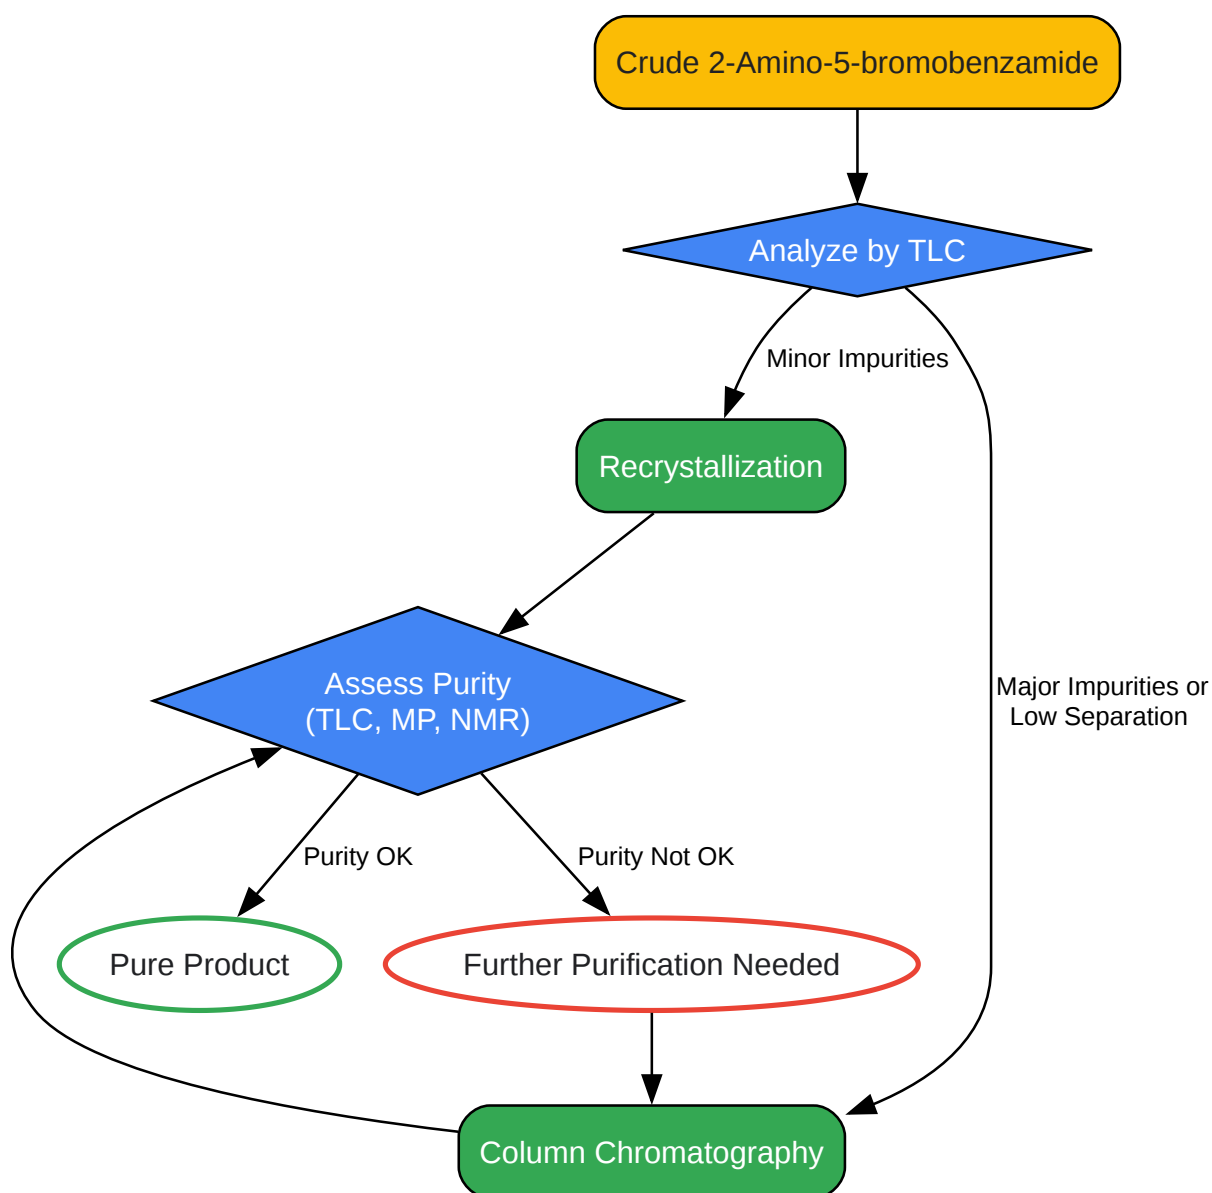 Crude 2-Amino-5-bromobenzamide
Analyze by TLC
Minor Impurities
Recrystallization
Assess Purity
(TLC, MP, NMR)
Major Impurities or
Low Separation
Purity OK
Purity Not OK
Pure Product
Further Purification Needed
Column Chromatography